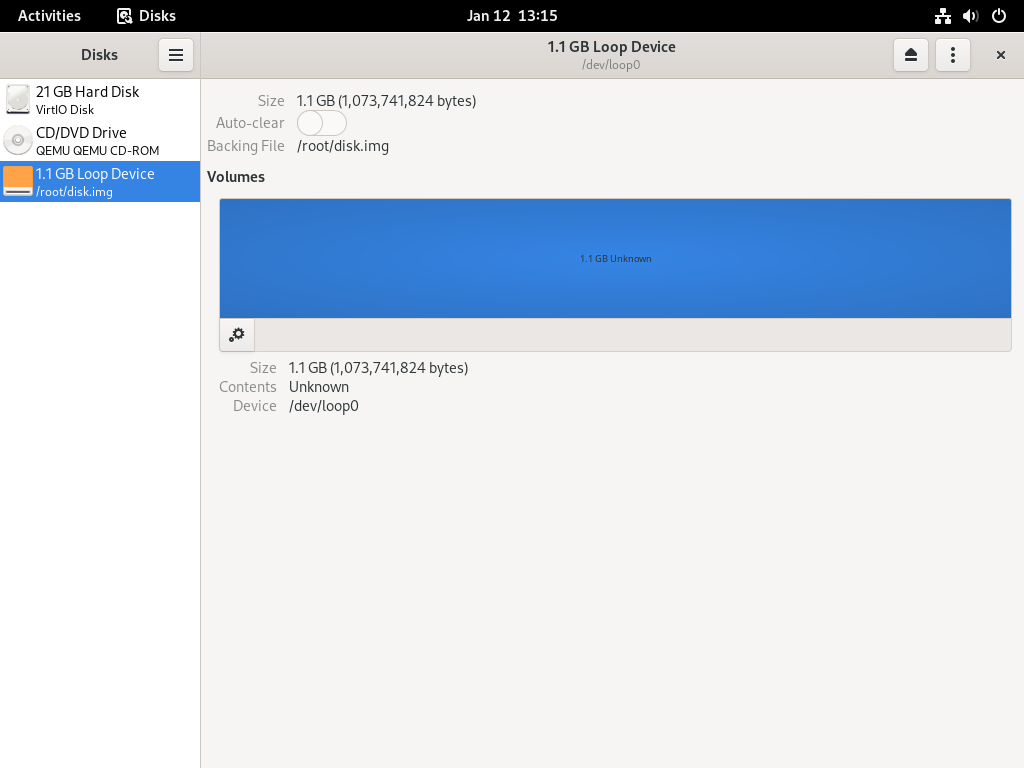 Activities
Disks
Jan 12 13:15
Disks
1.1 GB Loop Device
/dev/loop0
21 GB Hard Disk
VirtIO Disk
CD/DVD Drive
QEMU QEMU CD-ROM
1.1 GB Loop Device
/root/disk.img
Size 1.1 GB (1,073,741,824 bytes)
Auto-clear
Backing File /root/disk.img
Volumes
1.1 GB Unknown
Size 1.1 GB (1,073,741,824 bytes)
Contents Unknown
Device /dev/loop0